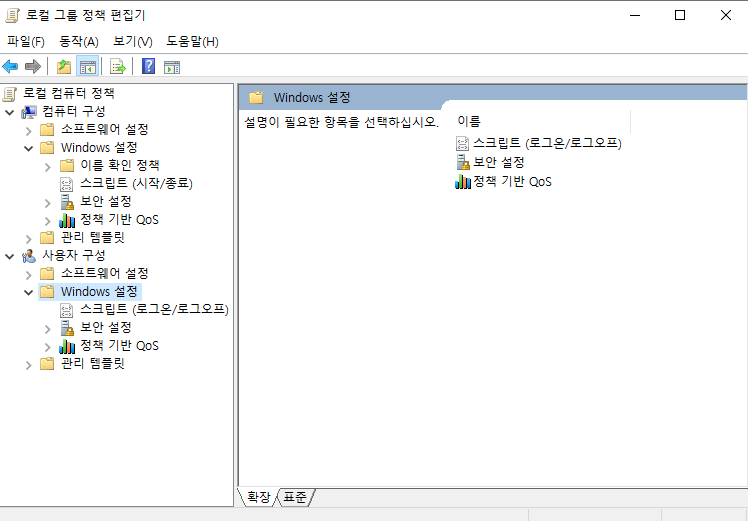 로컬 그룹 정책 편집기
파일(F) 동작(A) 보기(V) 도움말(H)
로컬 컴퓨터 정책
컴퓨터 구성
소프트웨어 설정
Windows 설정
이름 확인 정책
스크립트 (시작/종료)
보안 설정
정책 기반 QoS
관리 템플릿
사용자 구성
소프트웨어 설정
Windows 설정
스크립트 (로그온/로그오프)
보안 설정
정책 기반 QoS
관리 템플릿
Windows 설정
설명이 필요한 항목을 선택하십시오.
이름
스크립트 (로그온/로그오프)
보안 설정
정책 기반 QoS
확장 표준